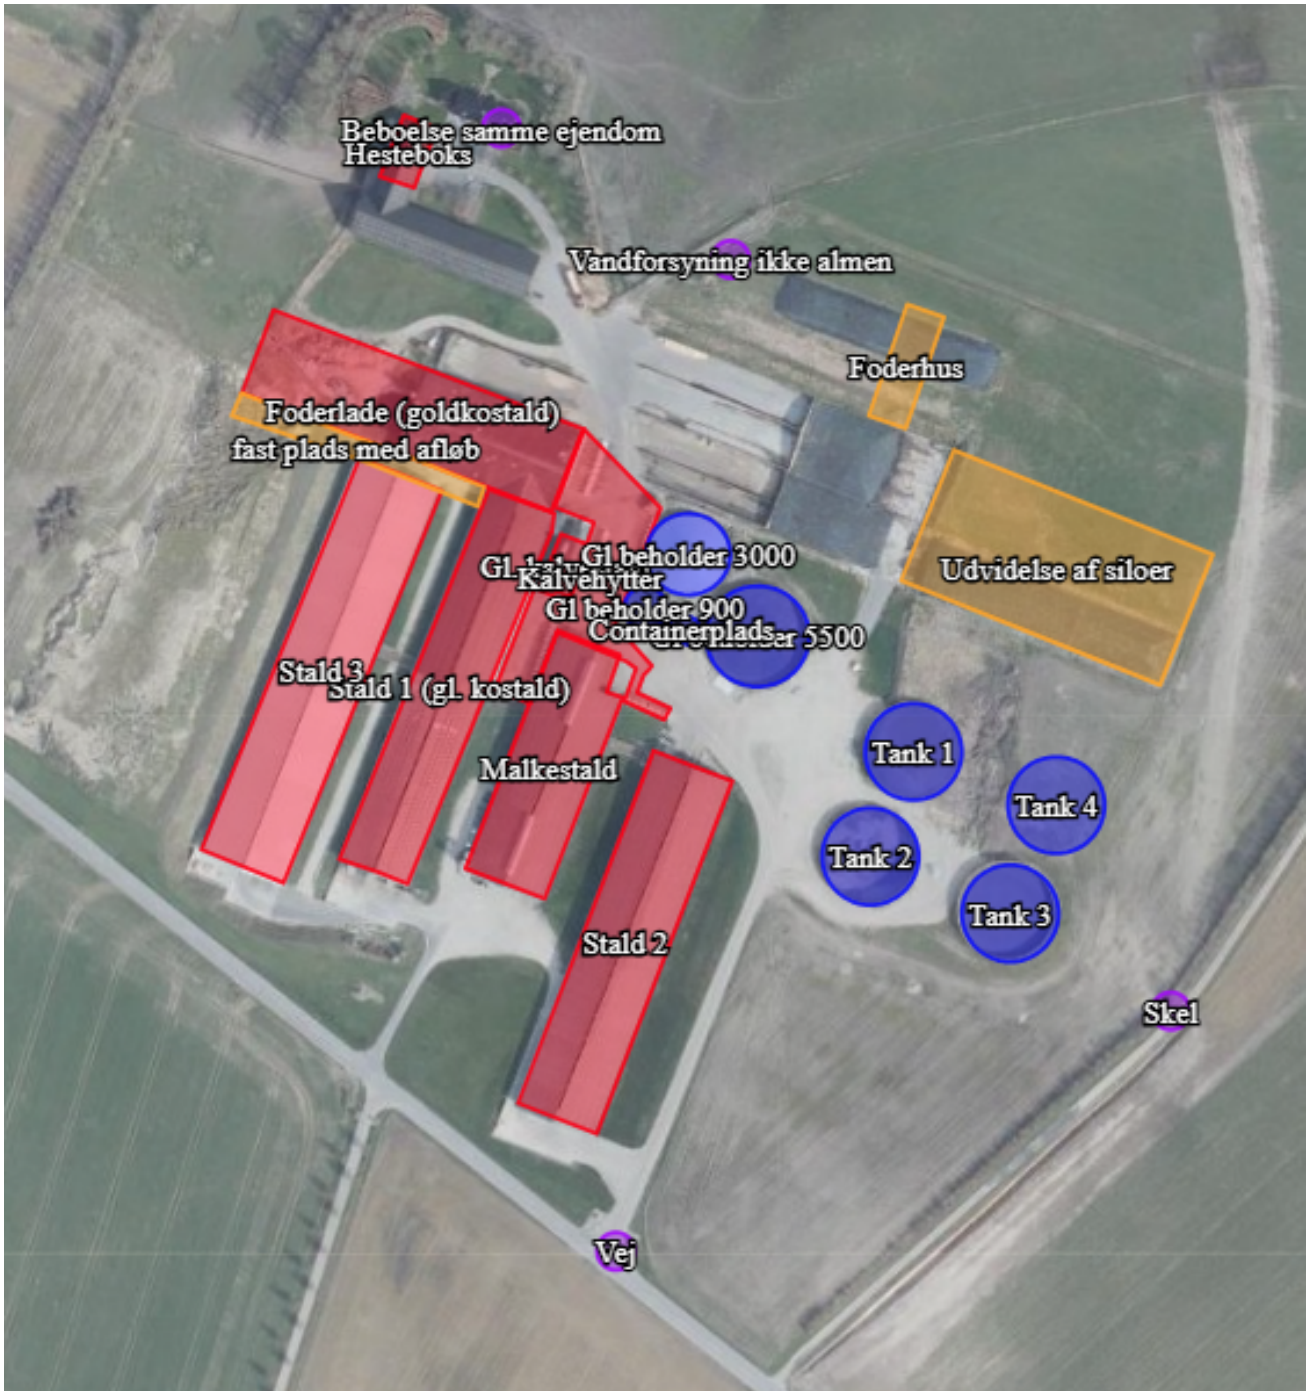 Beboelse samme ejendom
Hesteboks
Vandforsyning ikke almen
Foderhus
Foderlade (goldkostald)
fast plads med afløb
Gl beholder 3000
Gl.
Kalvehytter
Udvidelse af siloer
Gl beholder 900
Containerplads
5500
Stald 3
Stald 1 (gl. kostald)
Malkestald
Tank 1
Tank 4
Tank 2
Tank 3
Stald 2
Skel
Vej